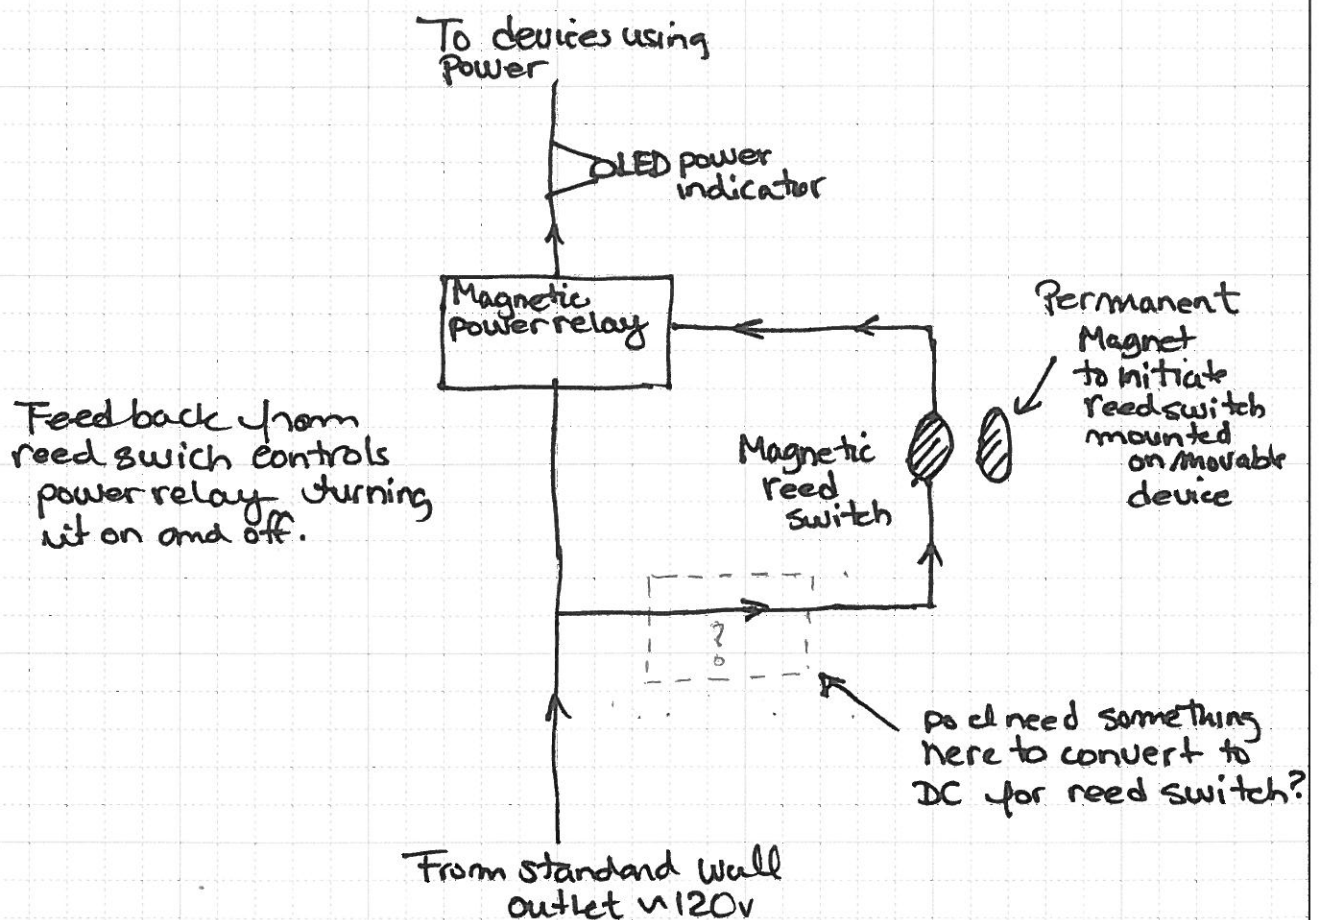 To devices using
Power
LED power
indicator
Magnetic
power relay
Permanent
Magnet
to initiate
reed switch
mounted
on movable
device
Feedback from
reed swich controls
power relay turning
it on and off.
Magnetic
reed
switch
?
Do I need something
here to convert to
DC for reed switch?
From standard wall
outlet ~120v